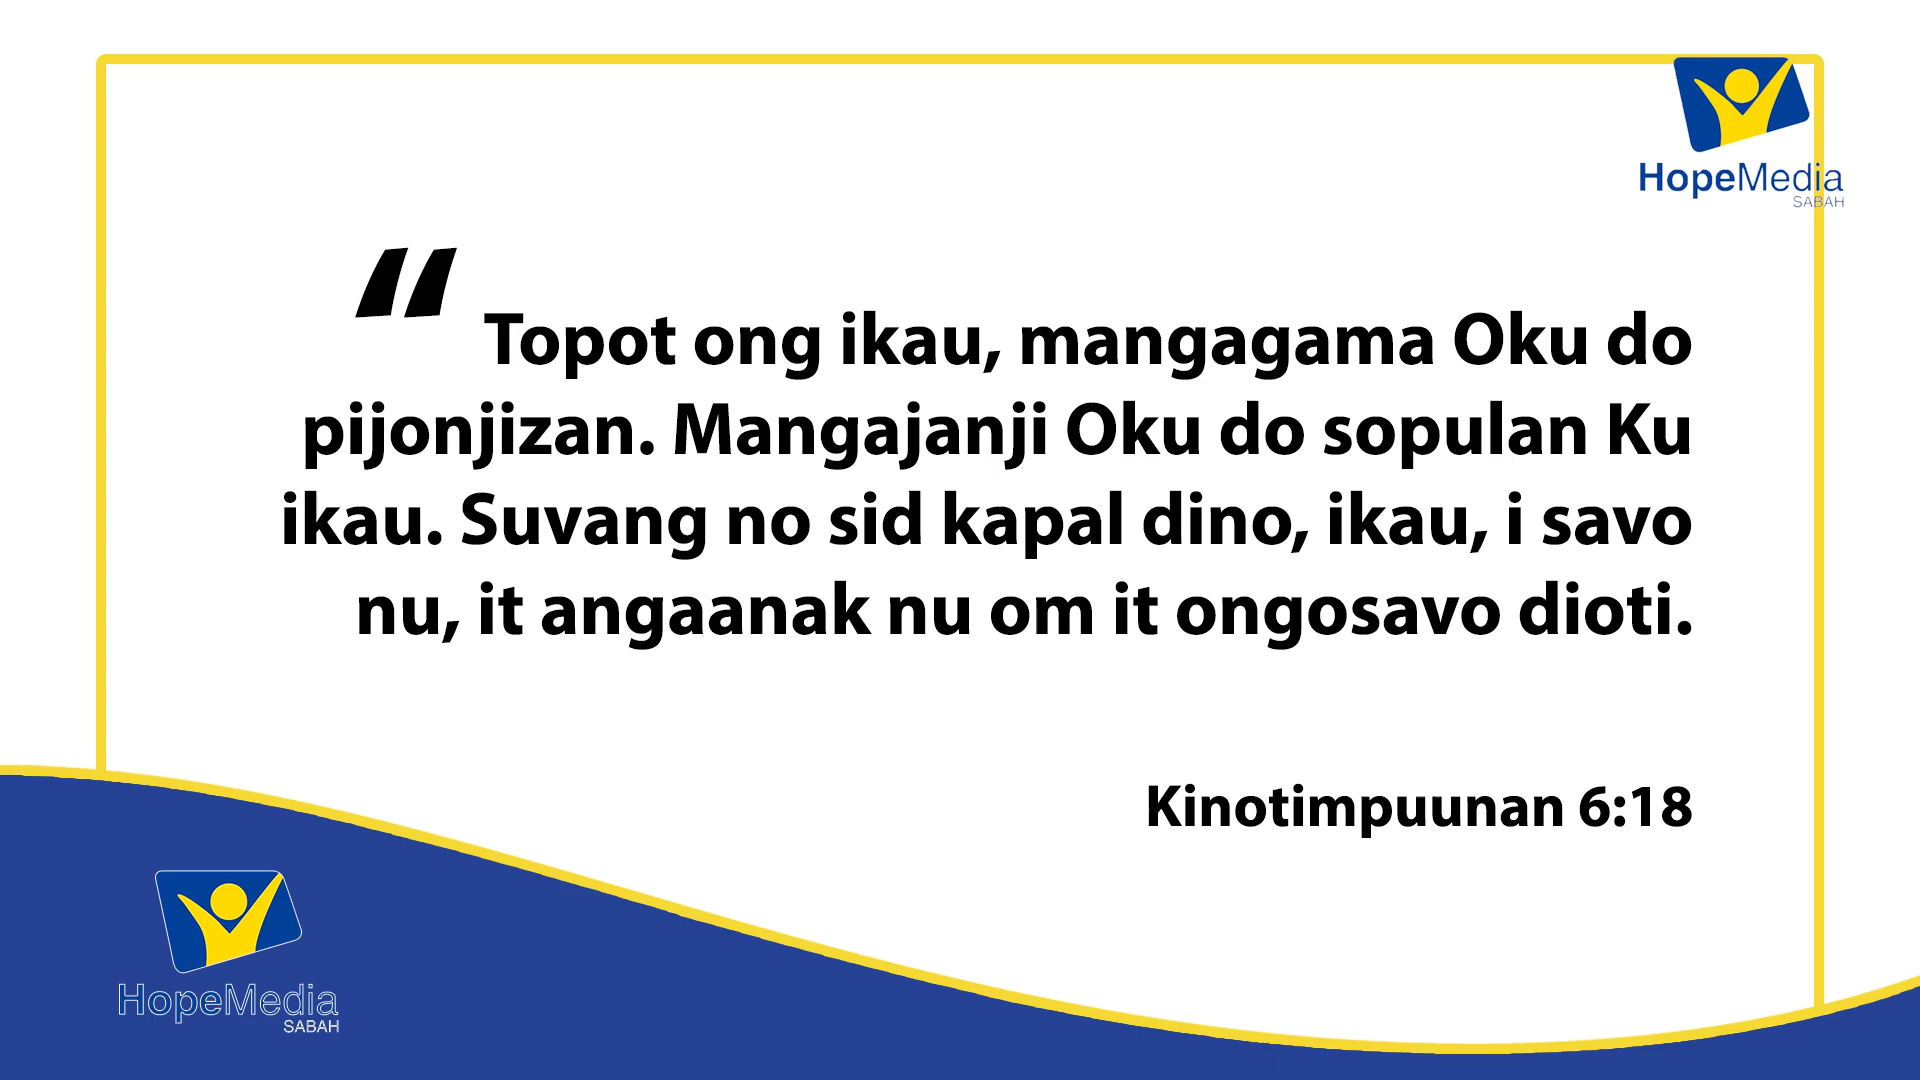 HopeMedia
SABAH
“ Topot ong ikau, mangagama Oku do
pijonjizan. Mangajanji Oku do sopulan Ku
ikau. Suvang no sid kapal dino, ikau, i savo
nu, it angaanak nu om it ongosavo dioti.
Kinotimpuunan 6:18
HopeMedia
SABAH